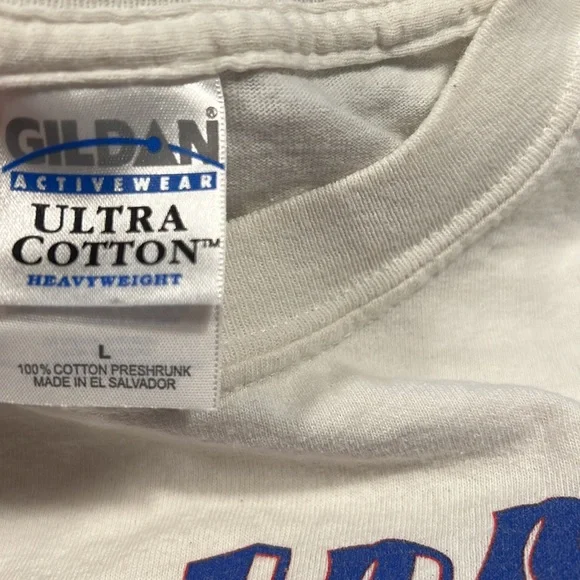 GILDAN®
ACTIVEWEAR
ULTRA
COTTON™
HEAVYWEIGHT
L
100% COTTON PRESHRUNK
MADE IN EL SALVADOR